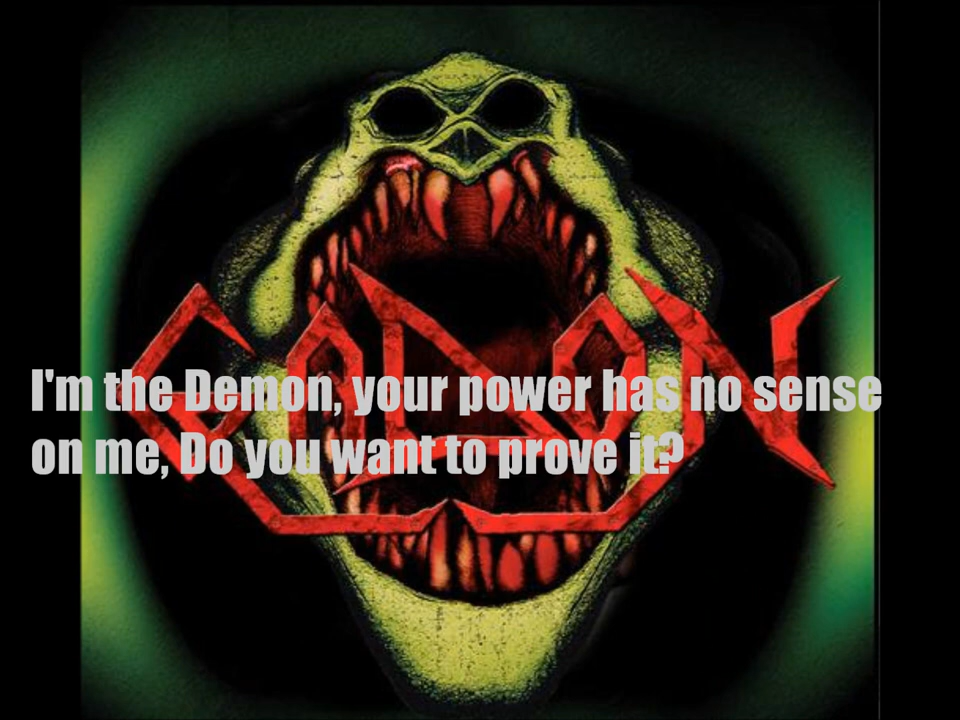 I'm the Demon, your power has no sense
on me, Do you want to prove it?